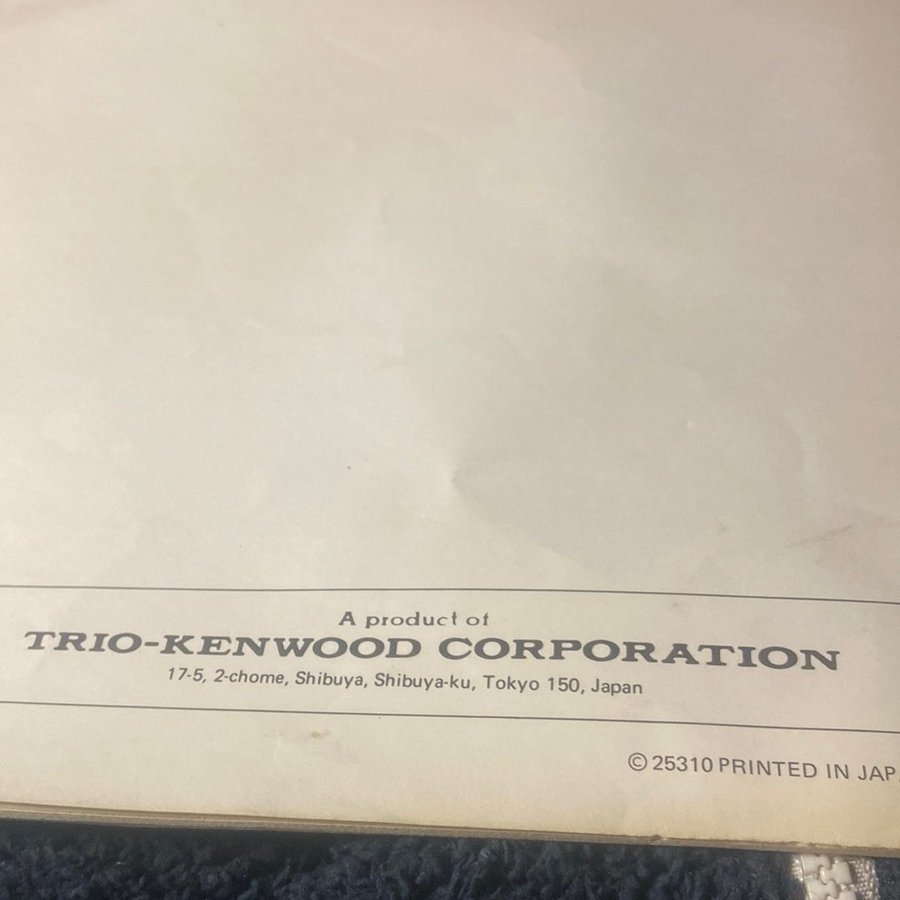 A product of
TRIO-KENWOOD CORPORATION
17-5, 2-chome, Shibuya, Shibuya-ku, Tokyo 150, Japan
©25310 PRINTED IN JAP